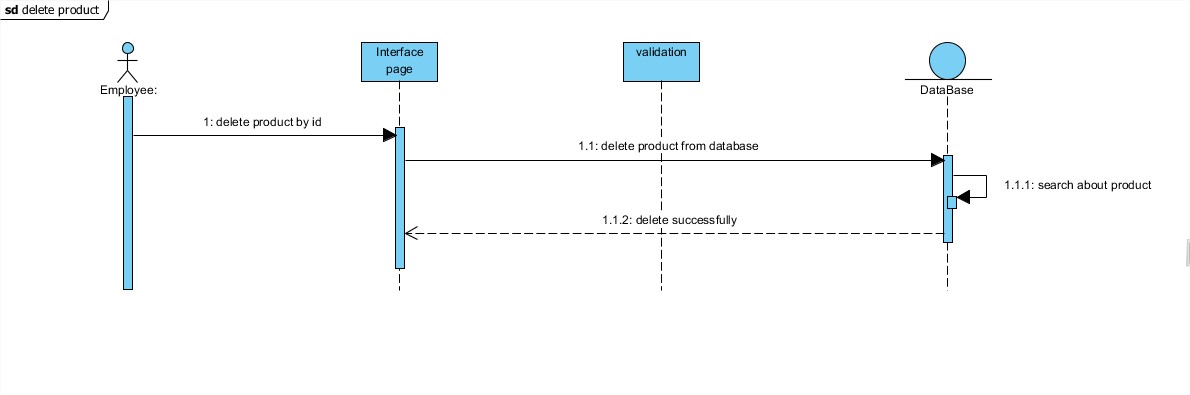 sd delete product
Interface
page
validation
Employee:
DataBase
1: delete product by id
1.1: delete product from database
1.1.1: search about product
1.1.2: delete successfully